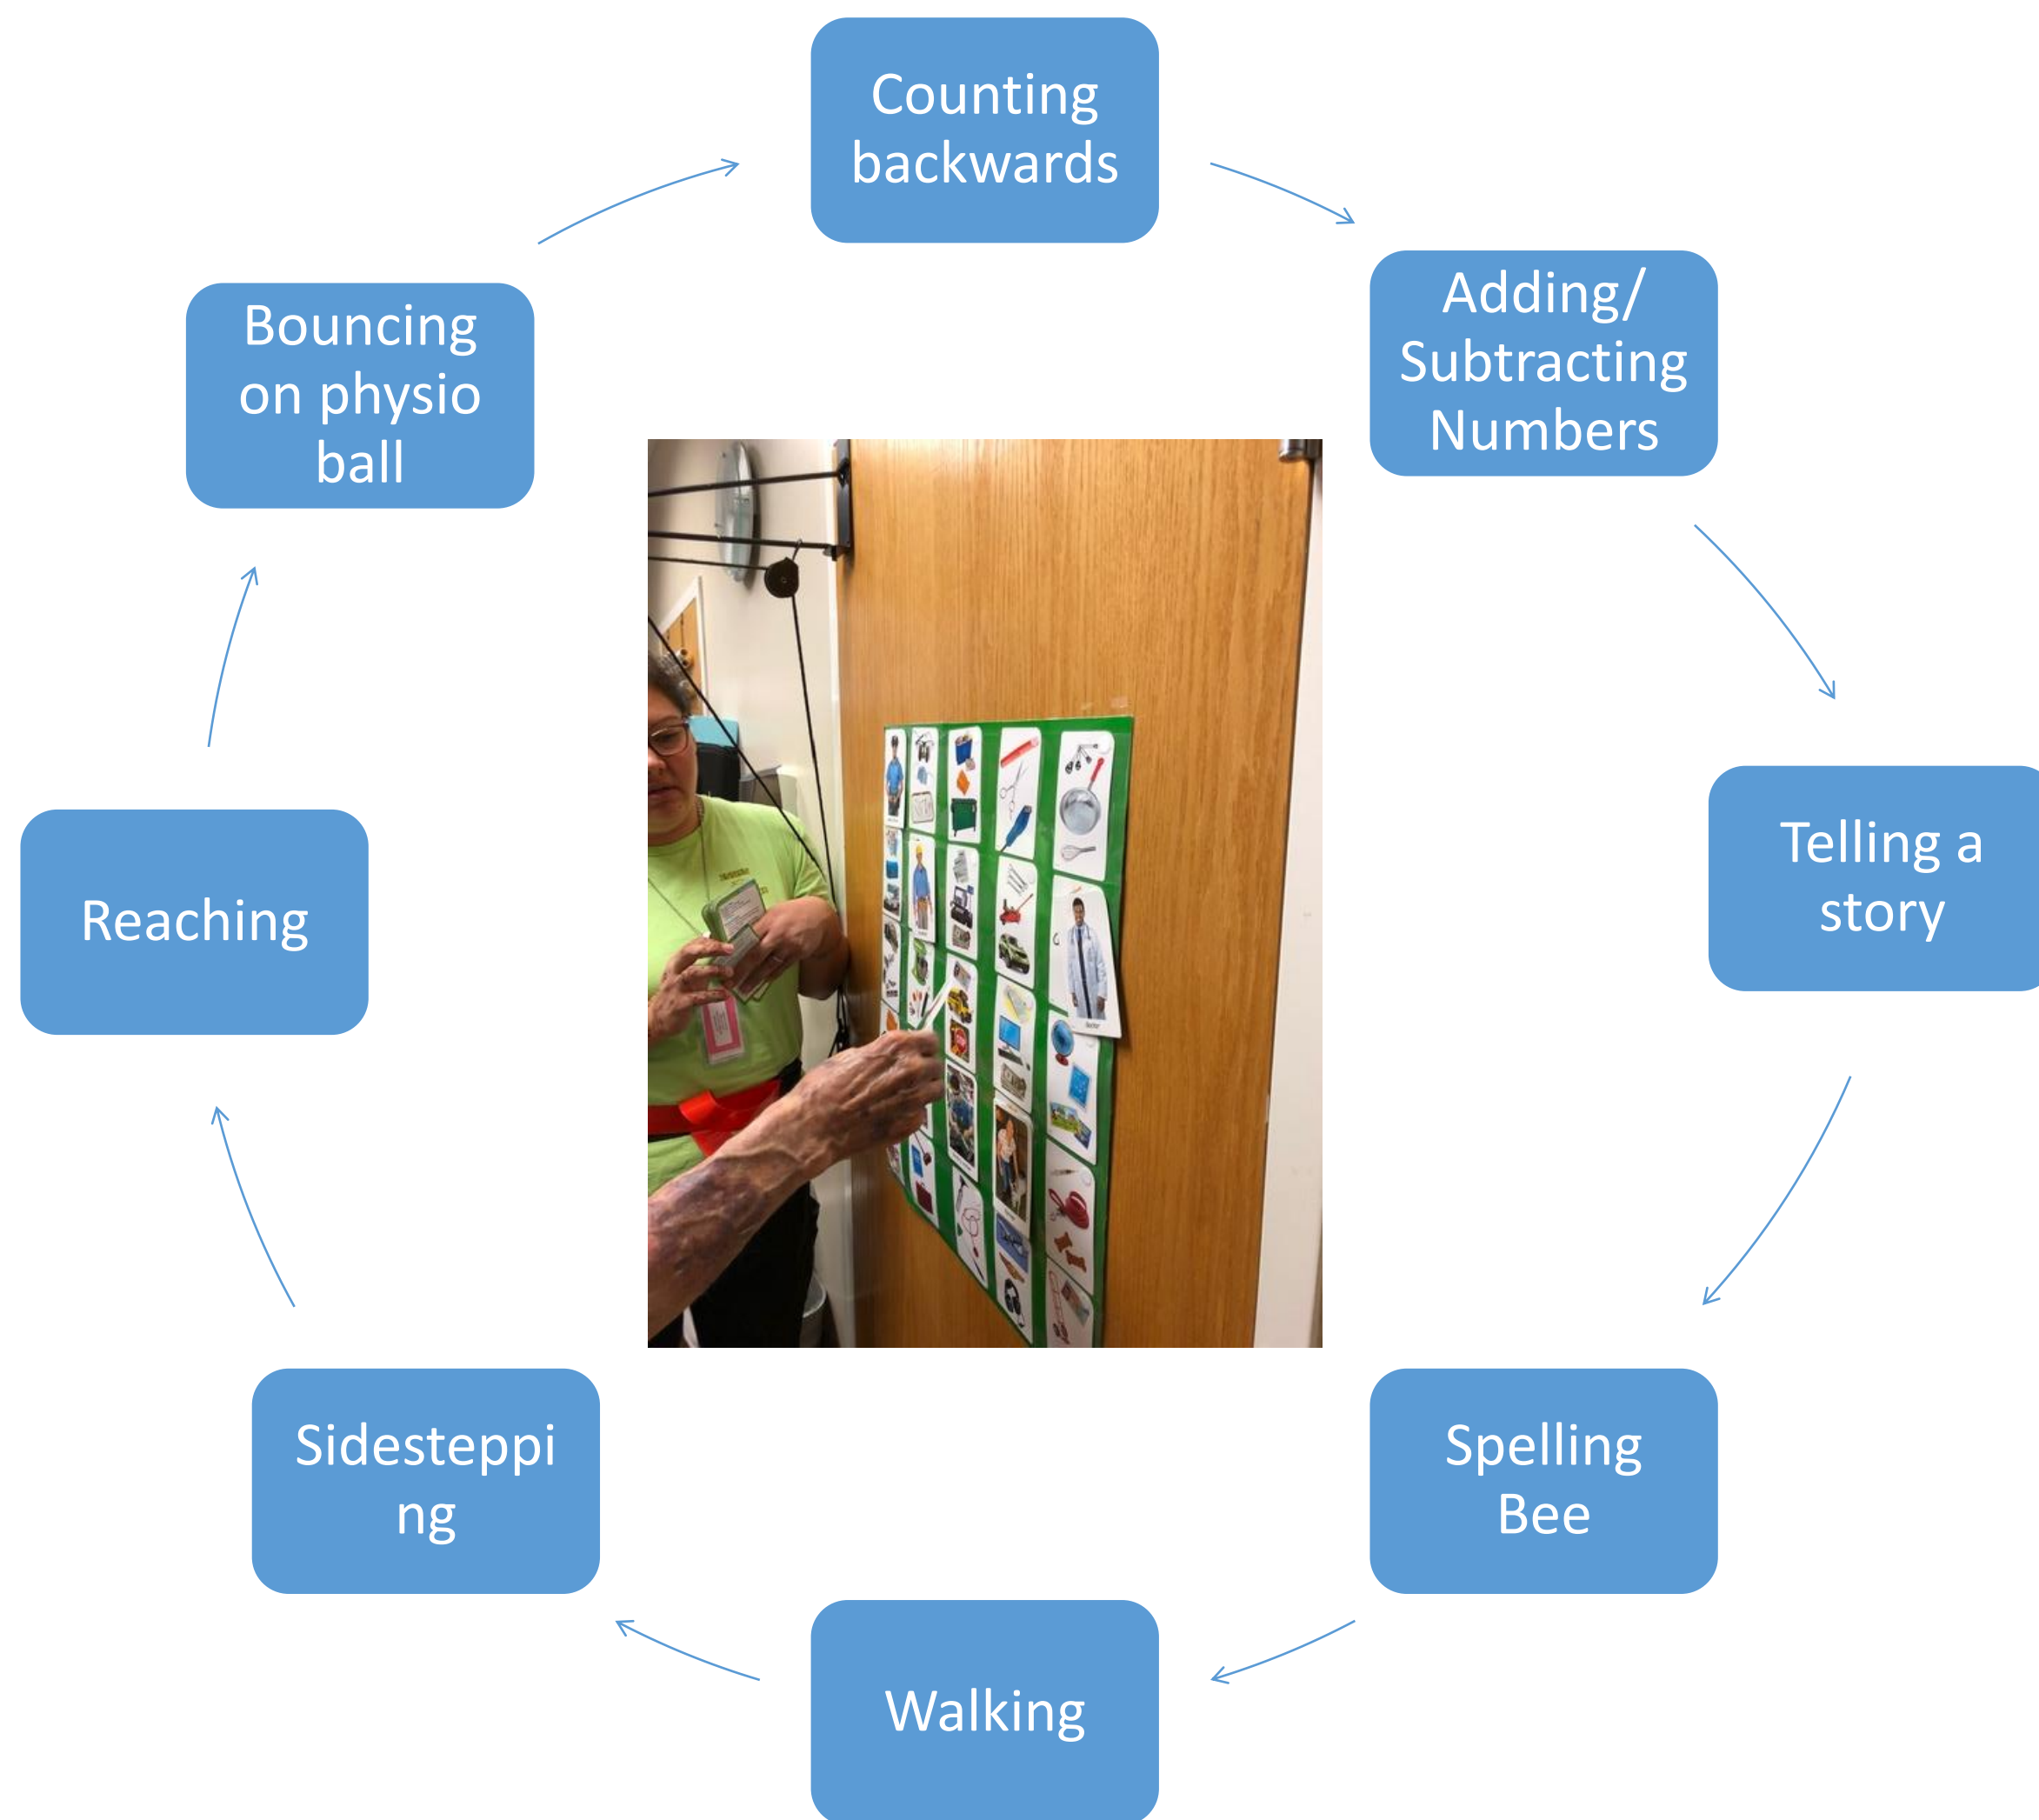 Counting
backwards
Adding/
Subtracting
Numbers
Telling a
story
Spelling
Bee
Walking
Sidesteppi
ng
Reaching
Bouncing
on physio
ball